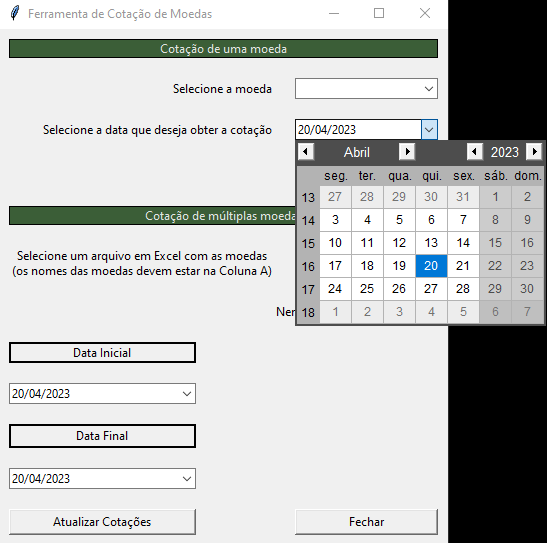 Ferramenta de Cotação de Moedas
Cotação de uma moeda
Selecione a moeda
Selecione a data que deseja obter a cotação 20/04/2023
Abril 2023
seg. ter. qua. qui. sex. sáb. dom.
13 27 28 29 30 31 1 2
14 3 4 5 6 7 8 9
15 10 11 12 13 14 15 16
16 17 18 19 20 21 22 23
17 24 25 26 27 28 29 30
18 1 2 3 4 5 6 7
Cotação de múltiplas moeda
Selecione um arquivo em Excel com as moedas
(os nomes das moedas devem estar na Coluna A)
Ner
Data Inicial
20/04/2023
Data Final
20/04/2023
Atualizar Cotações Fechar